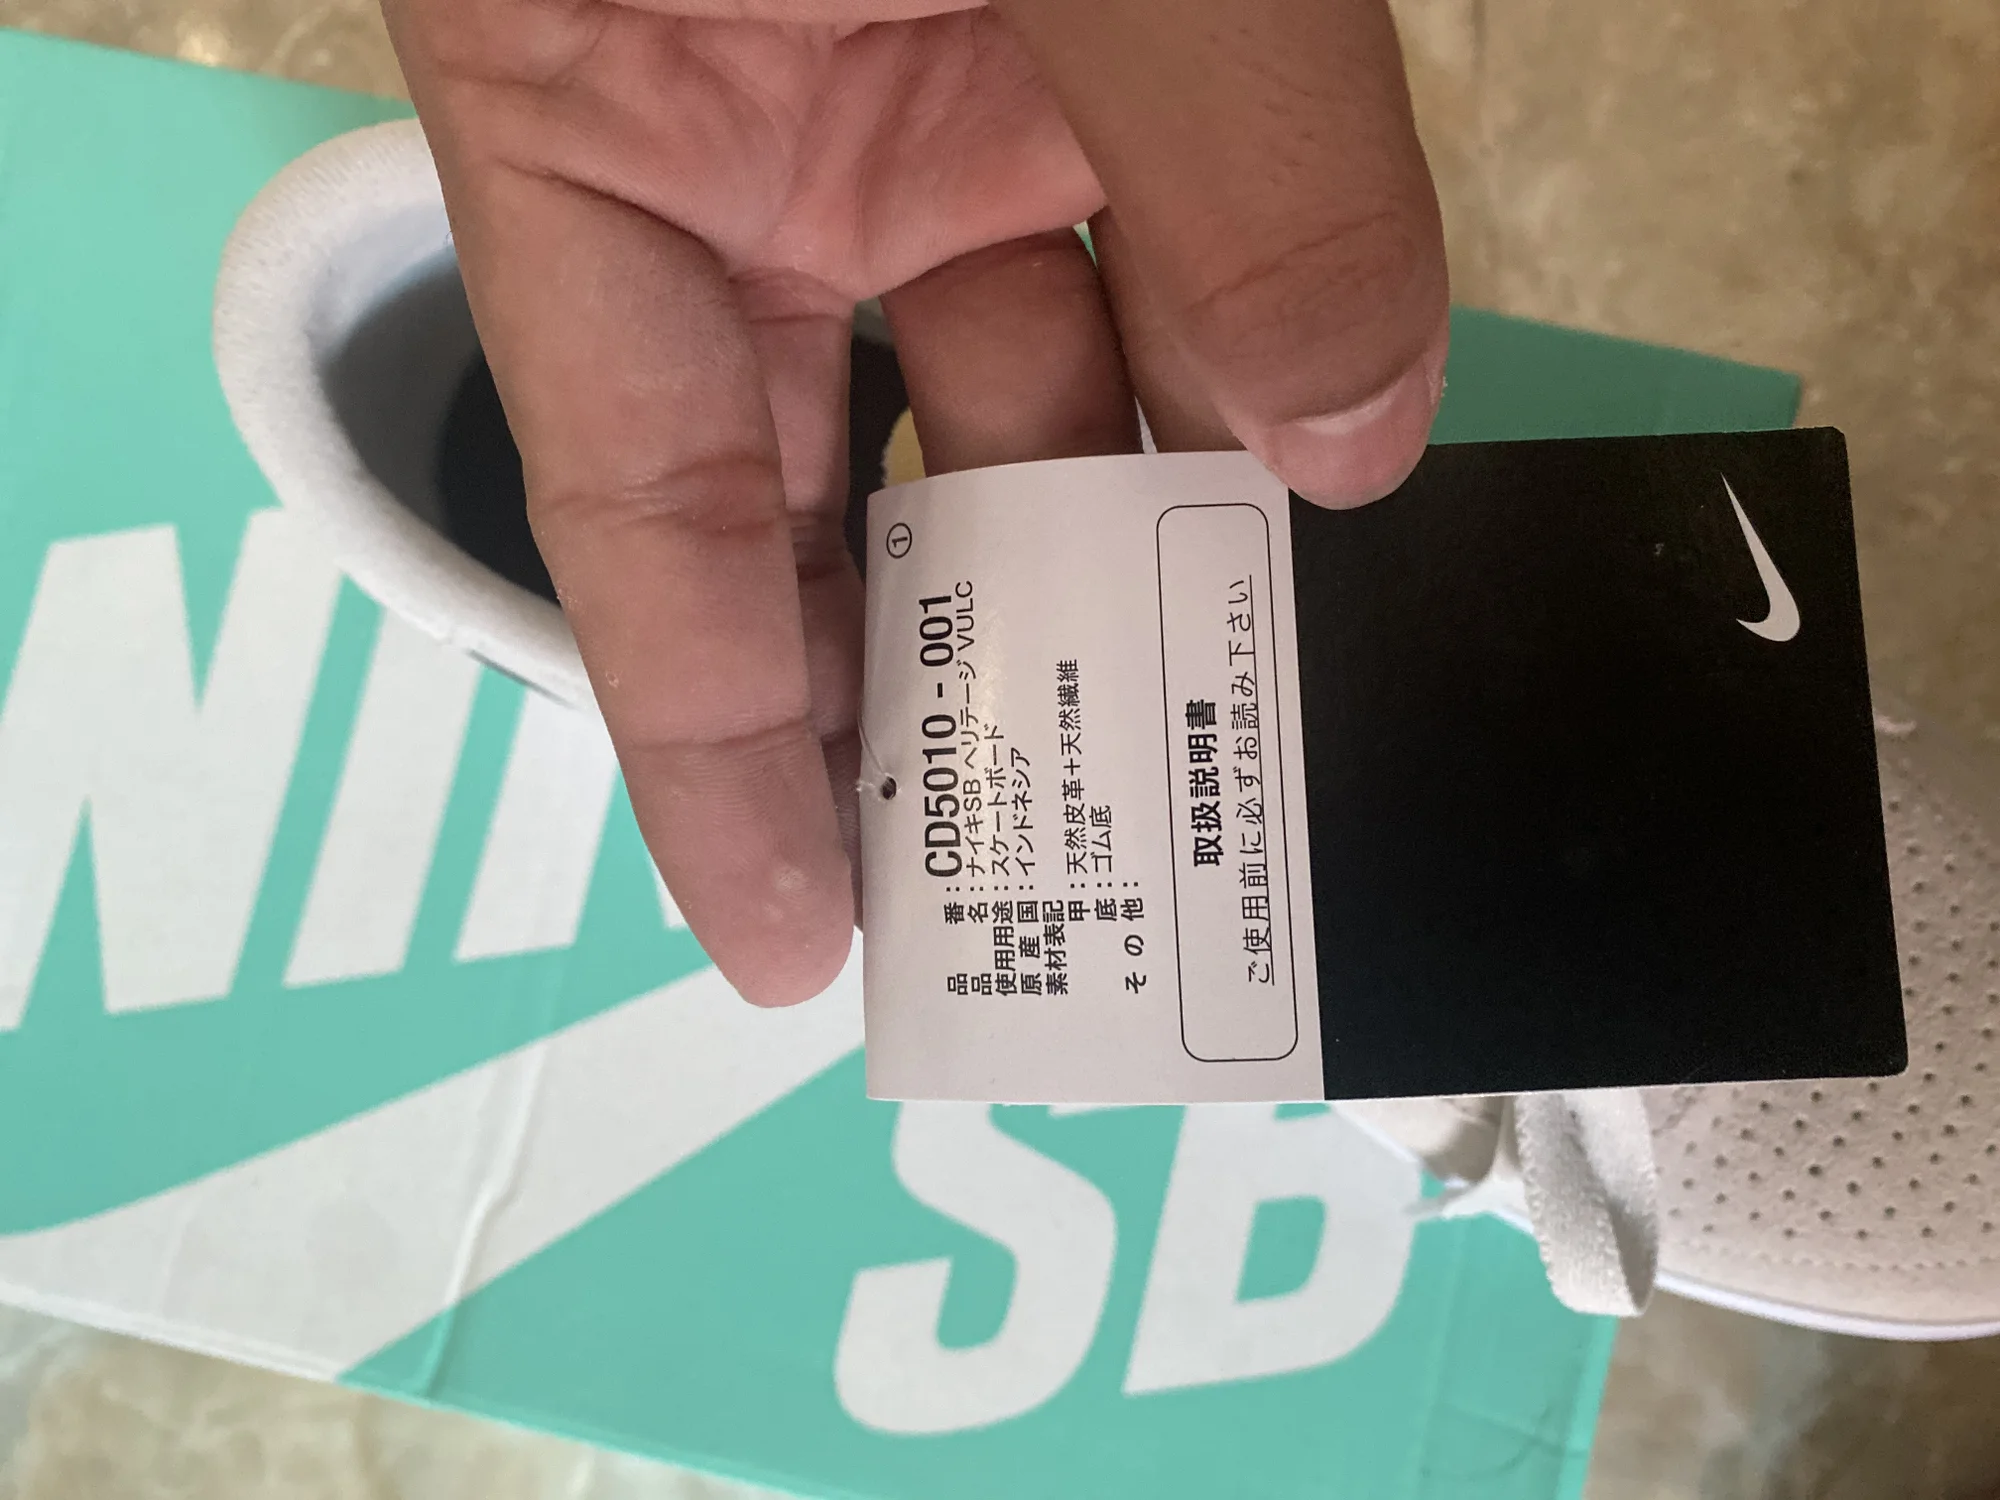 ①
品番：CD5010 - 001
品名：ナイキSB ヘリテージ VULC
使用用途：スケートボード
原産国：インドネシア
素材表記
甲：天然皮革＋天然繊維
底：ゴム底
その他：
取扱説明書
ご使用前に必ずお読み下さい
SB